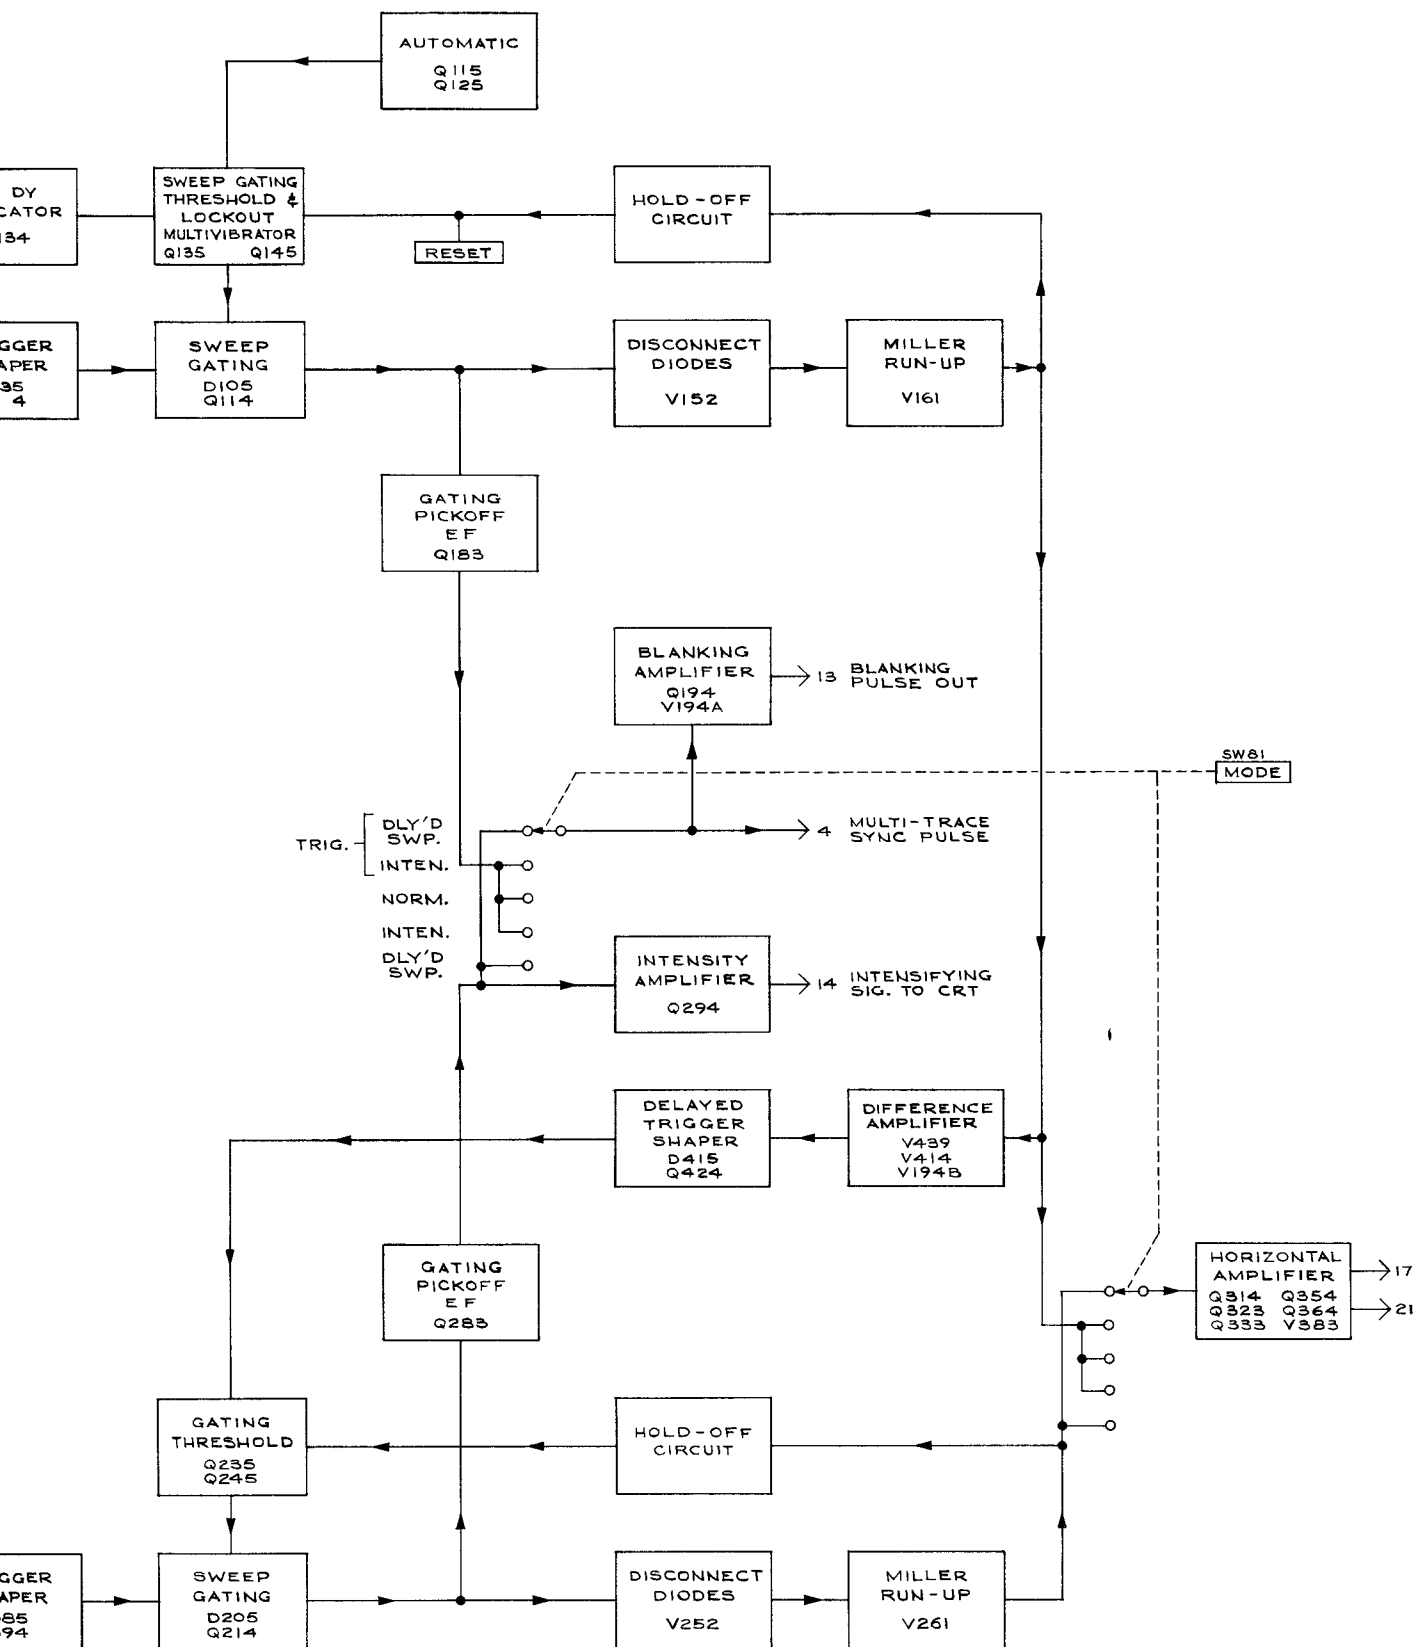 AUTOMATIC
Q115
Q125
DY
CATOR
134
SWEEP GATING
THRESHOLD &
LOCKOUT
MULTIVIBRATOR
Q135 Q145
RESET
HOLD-OFF
CIRCUIT
GGER
APER
35
4
SWEEP
GATING
D105
Q114
DISCONNECT
DIODES
V152
MILLER
RUN-UP
V161
GATING
PICKOFF
EF
Q183
BLANKING
AMPLIFIER
Q194
V194A
13 BLANKING
PULSE OUT
SW81
MODE
TRIG.
DLY'D
SWP.
INTEN.
NORM.
INTEN.
DLY'D
SWP.
4 MULTI-TRACE
SYNC PULSE
INTENSITY
AMPLIFIER
Q294
14 INTENSIFYING
SIG. TO CRT
DELAYED
TRIGGER
SHAPER
D415
Q424
DIFFERENCE
AMPLIFIER
V439
V414
V194B
GATING
PICKOFF
EF
Q283
HORIZONTAL
AMPLIFIER
Q314 Q354
Q323 Q364
Q333 V383
17
21
GATING
THRESHOLD
Q235
Q245
HOLD-OFF
CIRCUIT
GGER
APER
85
94
SWEEP
GATING
D205
Q214
DISCONNECT
DIODES
V252
MILLER
RUN-UP
V261